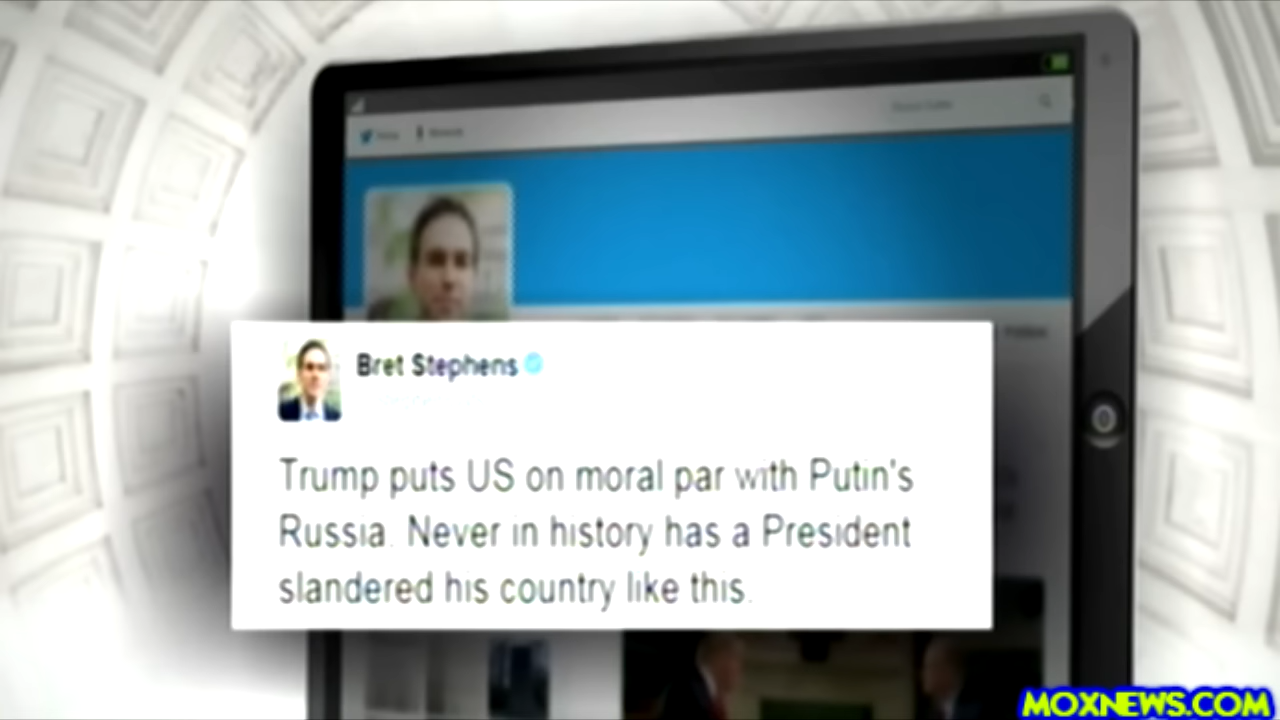 Bret Stephens
Trump puts US on moral par with Putin's
Russia. Never in history has a President
slandered his country like this.
MOXNEWS.COM